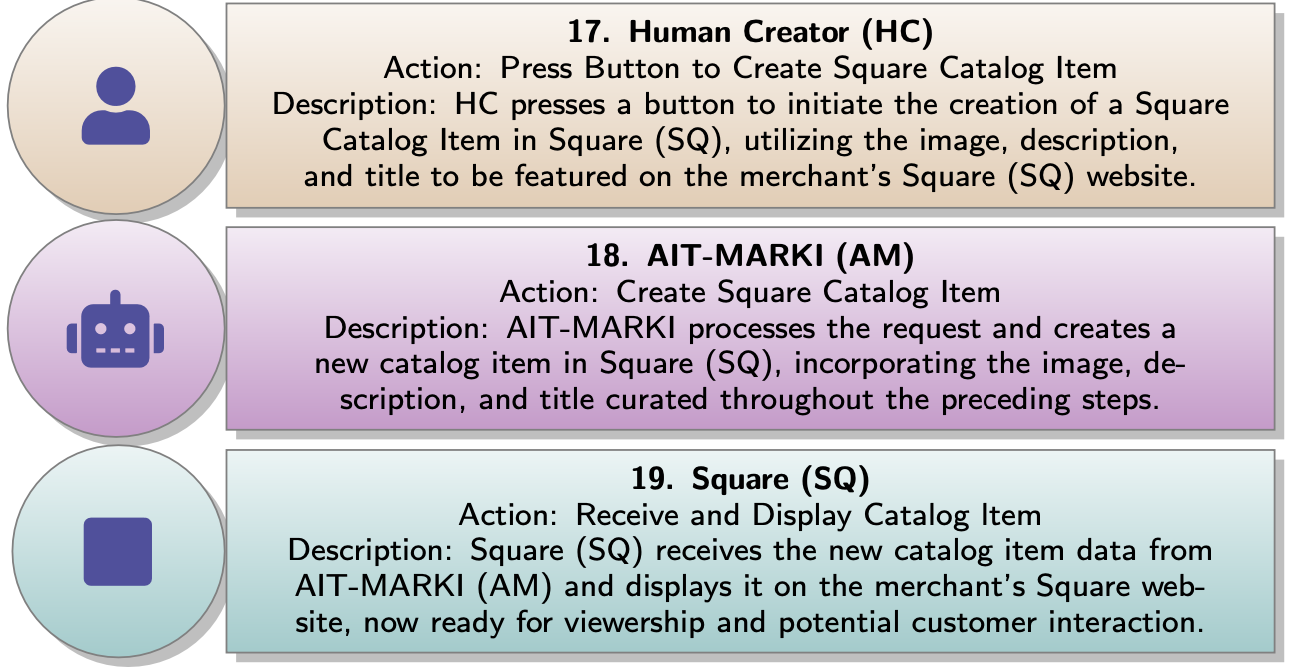 17. Human Creator (HC)
Action: Press Button to Create Square Catalog Item
Description: HC presses a button to initiate the creation of a Square
Catalog Item in Square (SQ), utilizing the image, description,
and title to be featured on the merchant's Square (SQ) website.
18. AIT-MARKI (AM)
Action: Create Square Catalog Item
Description: AIT-MARKI processes the request and creates a
new catalog item in Square (SQ), incorporating the image, de-
scription, and title curated throughout the preceding steps.
19. Square (SQ)
Action: Receive and Display Catalog Item
Description: Square (SQ) receives the new catalog item data from
AIT-MARKI (AM) and displays it on the merchant's Square web-
site, now ready for viewership and potential customer interaction.